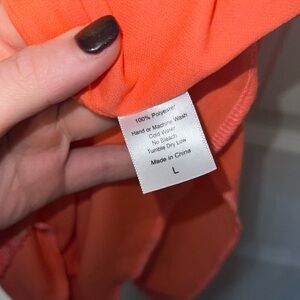 100% Polyester
Hand or Machine Wash
Cold Water
No Bleach
Tumble Dry Low
Made in China
L